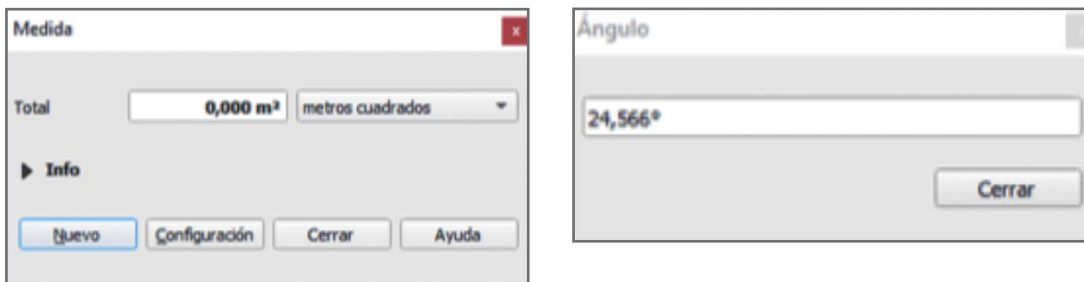 Medida
x
Total 0,000 m² metros cuadrados
Info
Nuevo Configuración Cerrar Ayuda
Ángulo
24,566°
Cerrar